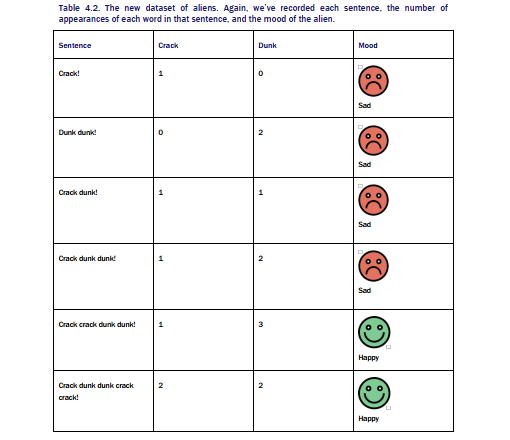 Table 4.2. The new dataset of aliens. Again, we've recorded each sentence, the number of
appearances of each word in that sentence, and the mood of the alien.
Sentence Crack Dunk Mood
Crack! 1 0
Sad
Dunk dunk! 0 2
Sad
Crack dunk! 1 1
Sad
Crack dunk dunk! 1 2
Sad
Crack crack dunk dunk! 1 3
Happy
Crack dunk dunk crack 2 2
crack!
Happy